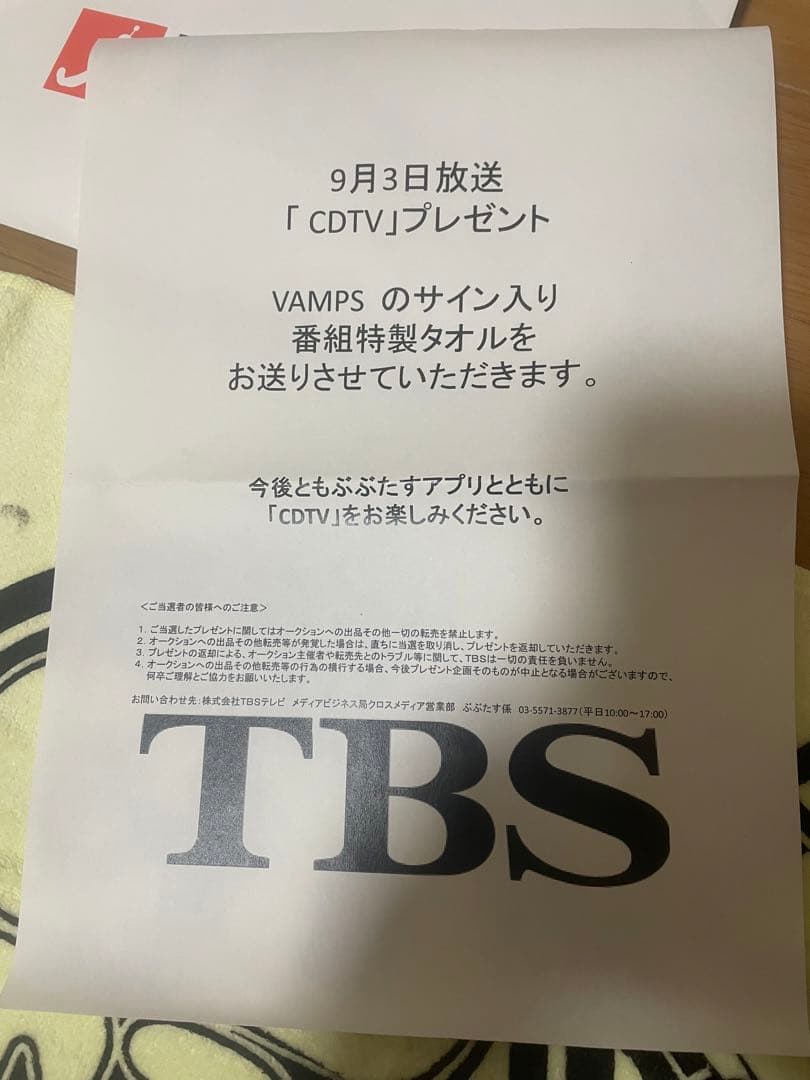 9月3日放送
「 CDTV」プレゼント
VAMPS のサイン入り
番組特製タオルを
お送りさせていただきます。
今後ともぶぶたすアプリとともに
「CDTV」をお楽しみください。
＜ご当選者の皆様へのご注意＞
1. ご当選したプレゼントに関してはオークションへの出品その他一切の転売を禁止します。
2. オークションへの出品その他転売等が発覚した場合は、直ちに当選を取り消し、プレゼントを返却していただきます。
3. プレゼントの返却による、オークション主催者や転売先とのトラブル等に関して、TBSは一切の責任を負いません。
4. オークションへの出品その他転売等の行為の横行する場合、今後プレゼント企画そのものが中止となる場合がございますので、
何卒ご理解とご協力をお願いいたします。
お問い合わせ先：株式会社TBSテレビ メディアビジネス局クロスメディア営業部 ぶぶたす係 03-5571-3877（平日10:00～17:00）
TBS